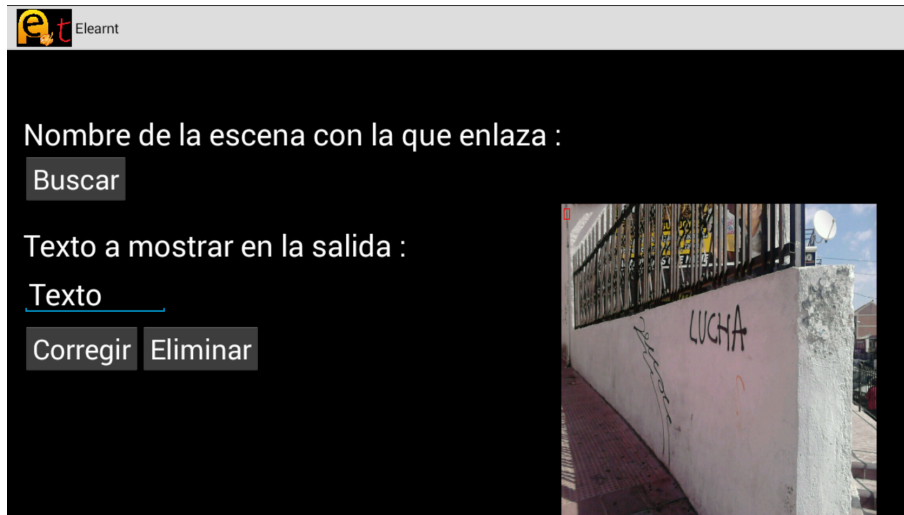 et Elearnt
Nombre de la escena con la que enlaza :
Buscar
Texto a mostrar en la salida :
Texto
Corregir Eliminar
LUCHA